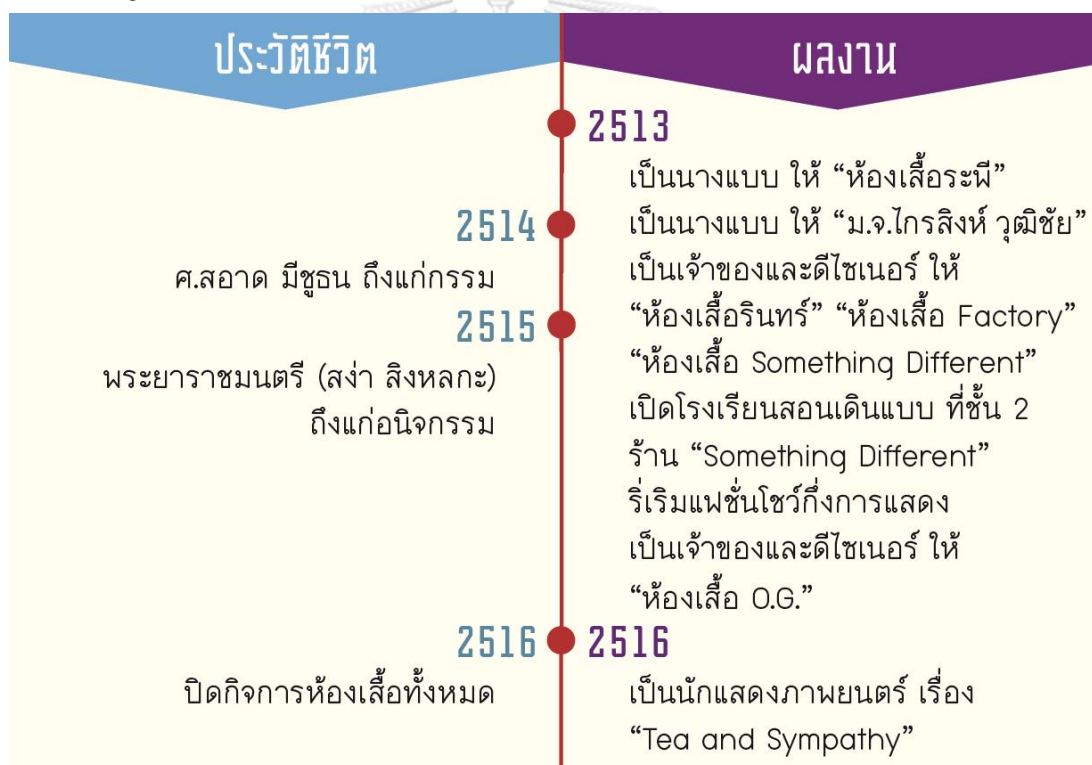 ประวัติชีวิต
ผลงาน
2513
เป็นนางแบบ ให้ “ห้องเสื้อระพี”
เป็นนางแบบ ให้ “ม.จ.ไกรสิงห์ วุฒิชัย”
เป็นเจ้าของและดีไซเนอร์ ให้
“ห้องเสื้อรินทร์” “ห้องเสื้อ Factory”
“ห้องเสื้อ Something Different”
เปิดโรงเรียนสอนเดินแบบ ที่ชั้น 2
ร้าน “Something Different”
ริ่เริมแฟชั่นโชว์กึ่งการแสดง
เป็นเจ้าของและดีไซเนอร์ ให้
“ห้องเสื้อ O.G.”
2514
ศ.สอาด มีชูธน ถึงแก่กรรม
2515
พระยาราชมนตรี (สง่า สิงหลกะ)
ถึงแก่อนิจกรรม
2516
ปิดกิจการห้องเสื้อทั้งหมด
2516
เป็นนักแสดงภาพยนตร์ เรื่อง
“Tea and Sympathy”